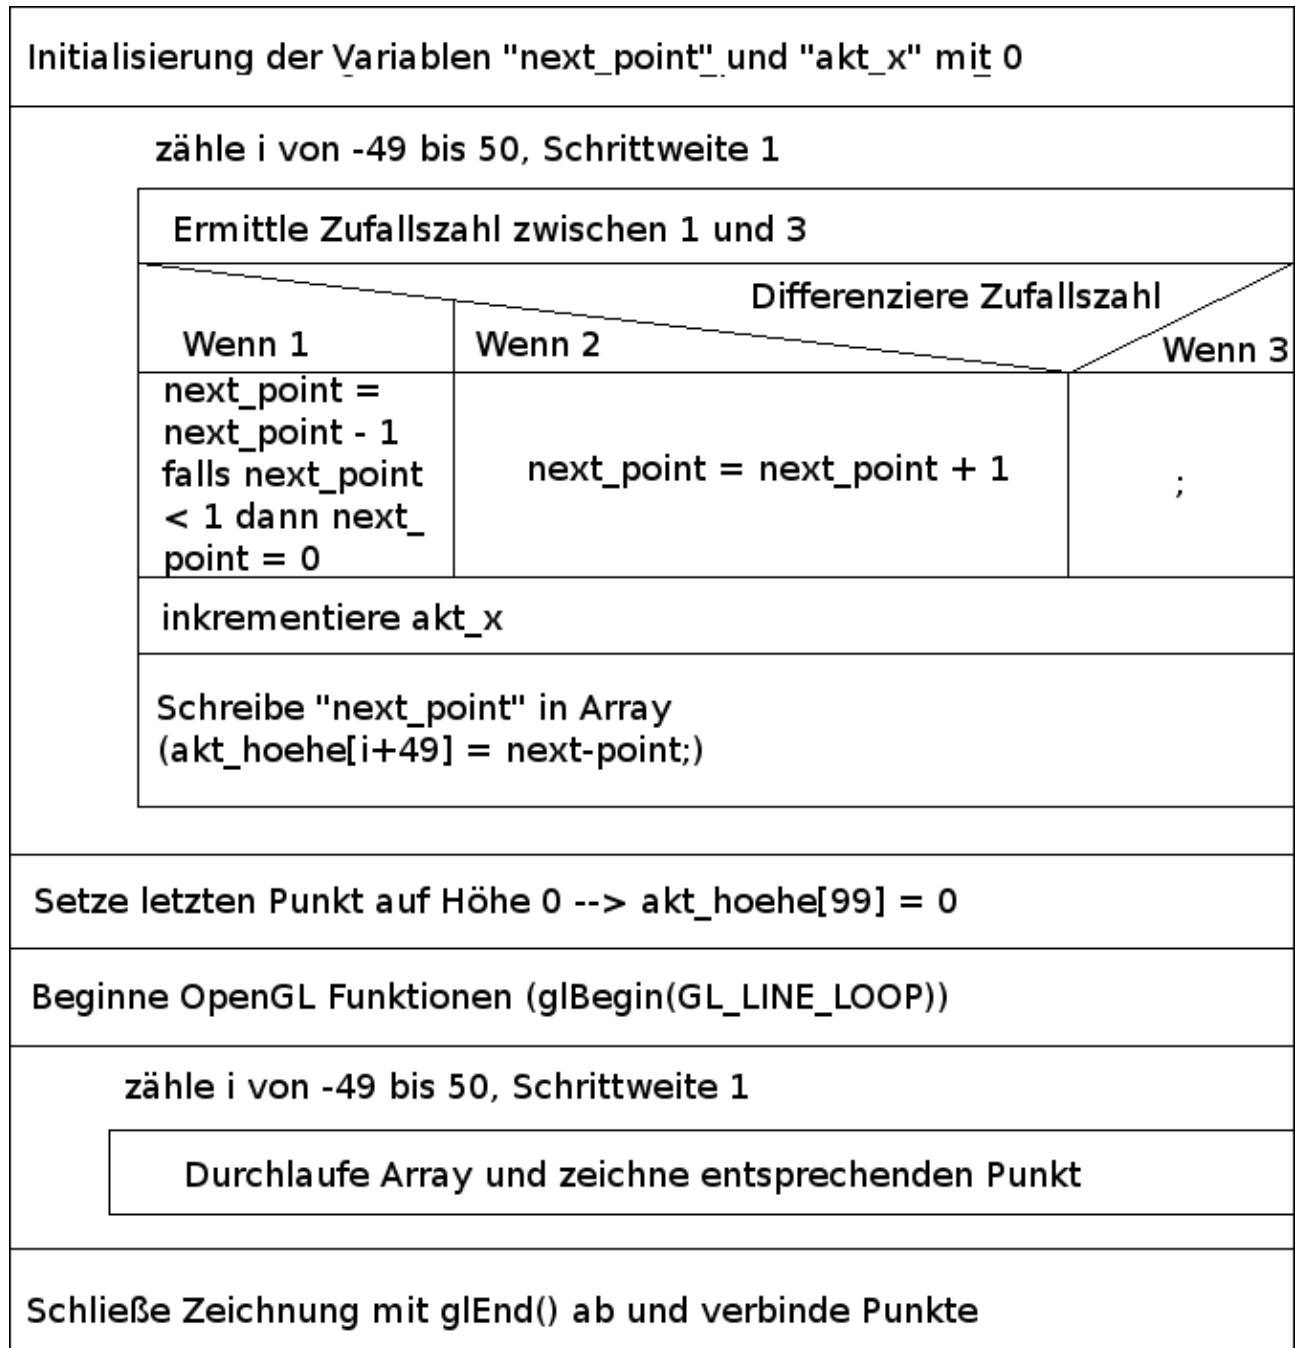 Initialisierung der Variablen "next_point" und "akt_x" mit 0
zähle i von -49 bis 50, Schrittweite 1
Ermittle Zufallszahl zwischen 1 und 3
Differenziere Zufallszahl
Wenn 1
Wenn 2
Wenn 3
next_point =
next_point - 1
falls next_point
< 1 dann next_
point = 0
next_point = next_point + 1
;
inkrementiere akt_x
Schreibe "next_point" in Array
(akt_hoehe[i+49] = next-point;)
Setze letzten Punkt auf Höhe 0 --> akt_hoehe[99] = 0
Beginne OpenGL Funktionen (glBegin(GL_LINE_LOOP))
zähle i von -49 bis 50, Schrittweite 1
Durchlaufe Array und zeichne entsprechenden Punkt
Schließe Zeichnung mit glEnd() ab und verbinde Punkte